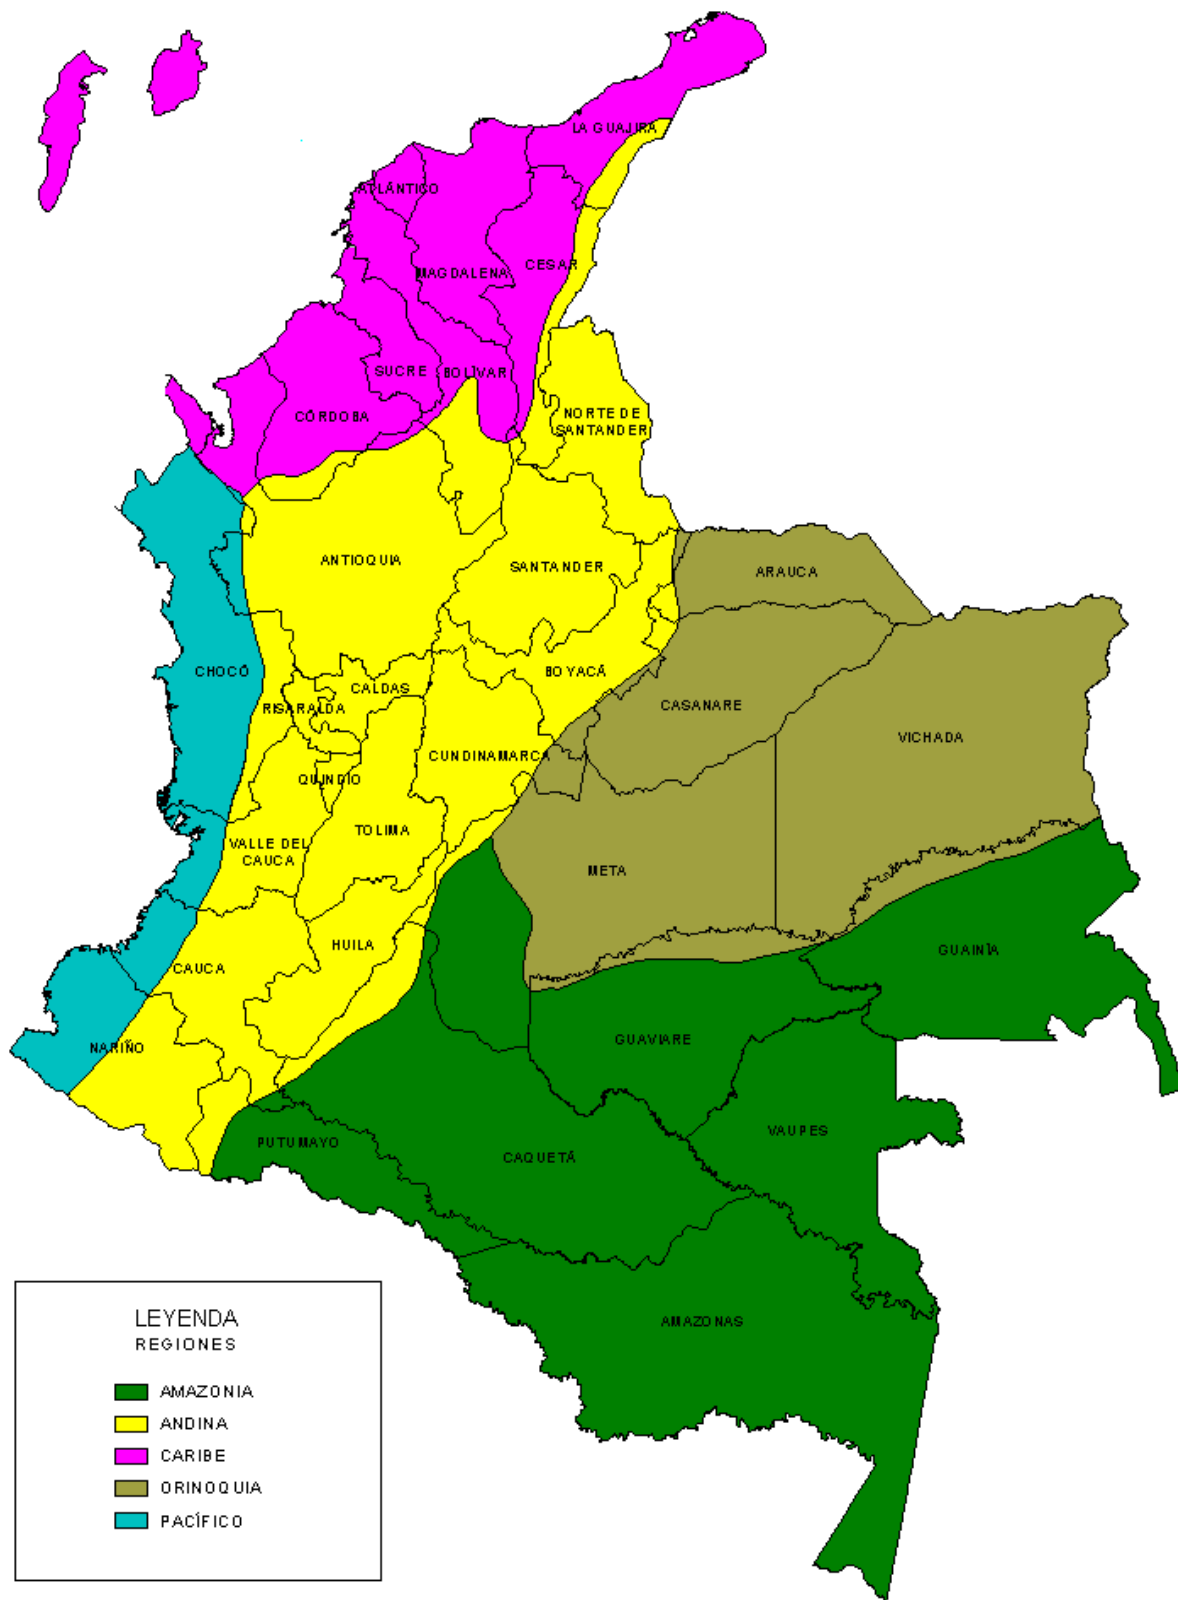 LA GUAJIRA
ATLÁNTICO
MAGDALENA
CESAR
SUCRE
BOLÍVAR
CÓRDOBA
NORTE DE
SANTANDER
ANTIOQUIA
SANTANDER
ARAUCA
CHOCÓ
BOYACÁ
CALDAS
RISARALDA
CASANARE
VICHADA
CUNDINAMARCA
QUINDÍO
TOLIMA
VALLE DEL
CAUCA
META
HUILA
GUAINÍA
CAUCA
NARIÑO
GUAVIARE
VAUPES
PUTUMAYO
CAQUETÁ
AMAZONAS
LEYENDA
REGIONES
AMAZONIA
ANDINA
CARIBE
ORINOQUIA
PACÍFICO